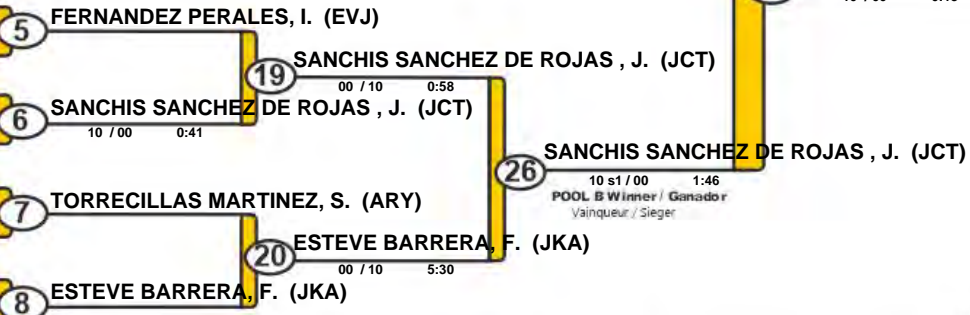 5
FERNANDEZ PERALES, I. (EVJ)
19
SANCHIS SANCHEZ DE ROJAS , J. (JCT)
00 / 10 0:58
6
SANCHIS SANCHEZ DE ROJAS , J. (JCT)
10 / 00 0:41
26
SANCHIS SANCHEZ DE ROJAS , J. (JCT)
10 s1 / 00 1:46
POOL B Winner / Ganador
Vainqueur / Sieger
7
TORRECILLAS MARTINEZ, S. (ARY)
20
ESTEVE BARRERA, F. (JKA)
00 / 10 5:30
8
ESTEVE BARRERA, F. (JKA)